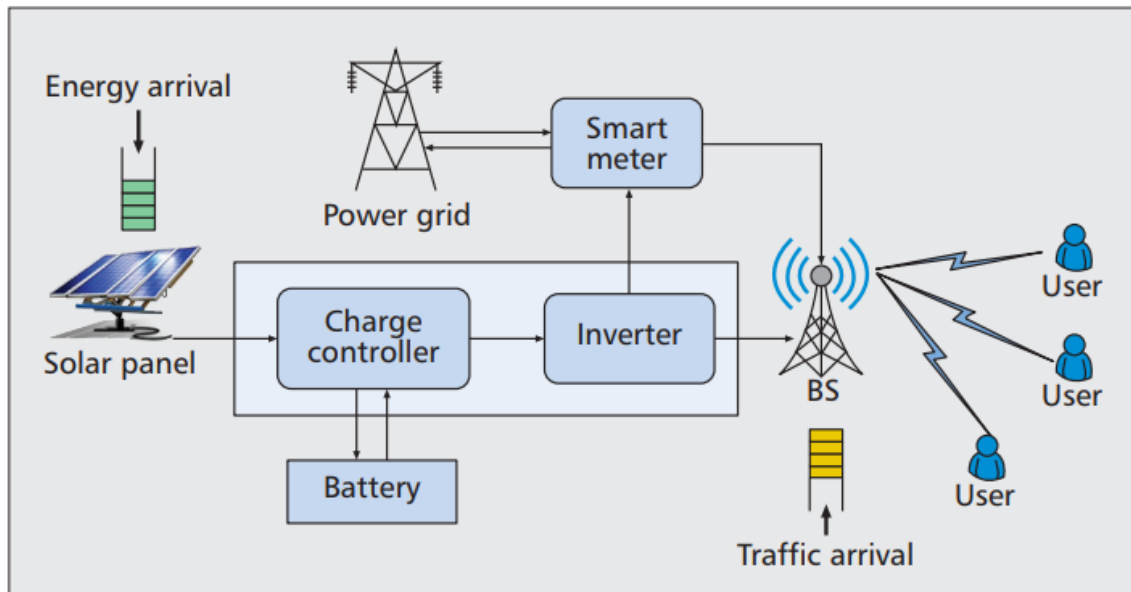 Energy arrival
Smart
meter
Power grid
Solar panel
Charge
controller
Inverter
BS
User
User
User
Battery
Traffic arrival